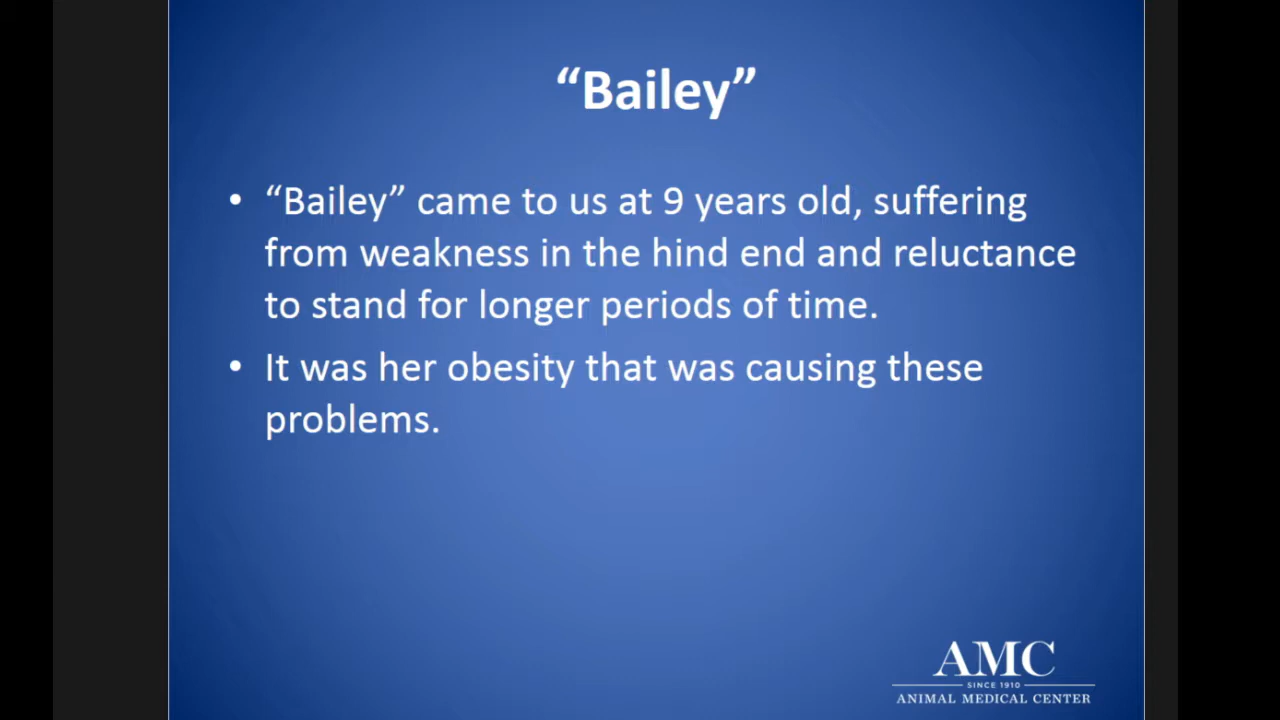 “Bailey”
• “Bailey” came to us at 9 years old, suffering
from weakness in the hind end and reluctance
to stand for longer periods of time.
• It was her obesity that was causing these
problems.
AMC
SINCE 1910
ANIMAL MEDICAL CENTER